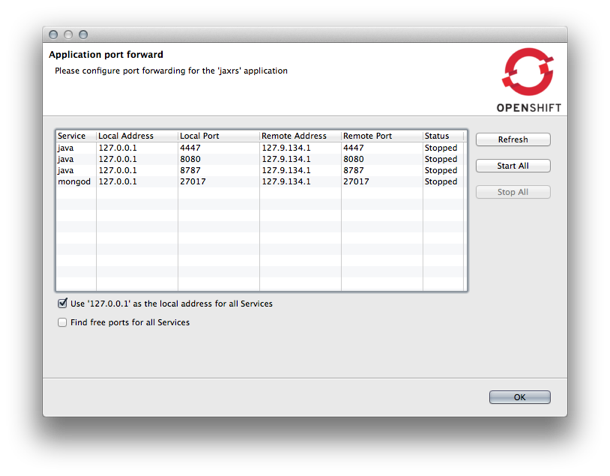 Application port forward
Please configure port forwarding for the 'jaxrs' application
OPENSHIFT
Service Local Address Local Port Remote Address Remote Port Status
java 127.0.0.1 4447 127.9.134.1 4447 Stopped
java 127.0.0.1 8080 127.9.134.1 8080 Stopped
java 127.0.0.1 8787 127.9.134.1 8787 Stopped
mongod 127.0.0.1 27017 127.9.134.1 27017 Stopped
Refresh
Start All
Stop All
Use '127.0.0.1' as the local address for all Services
Find free ports for all Services
OK